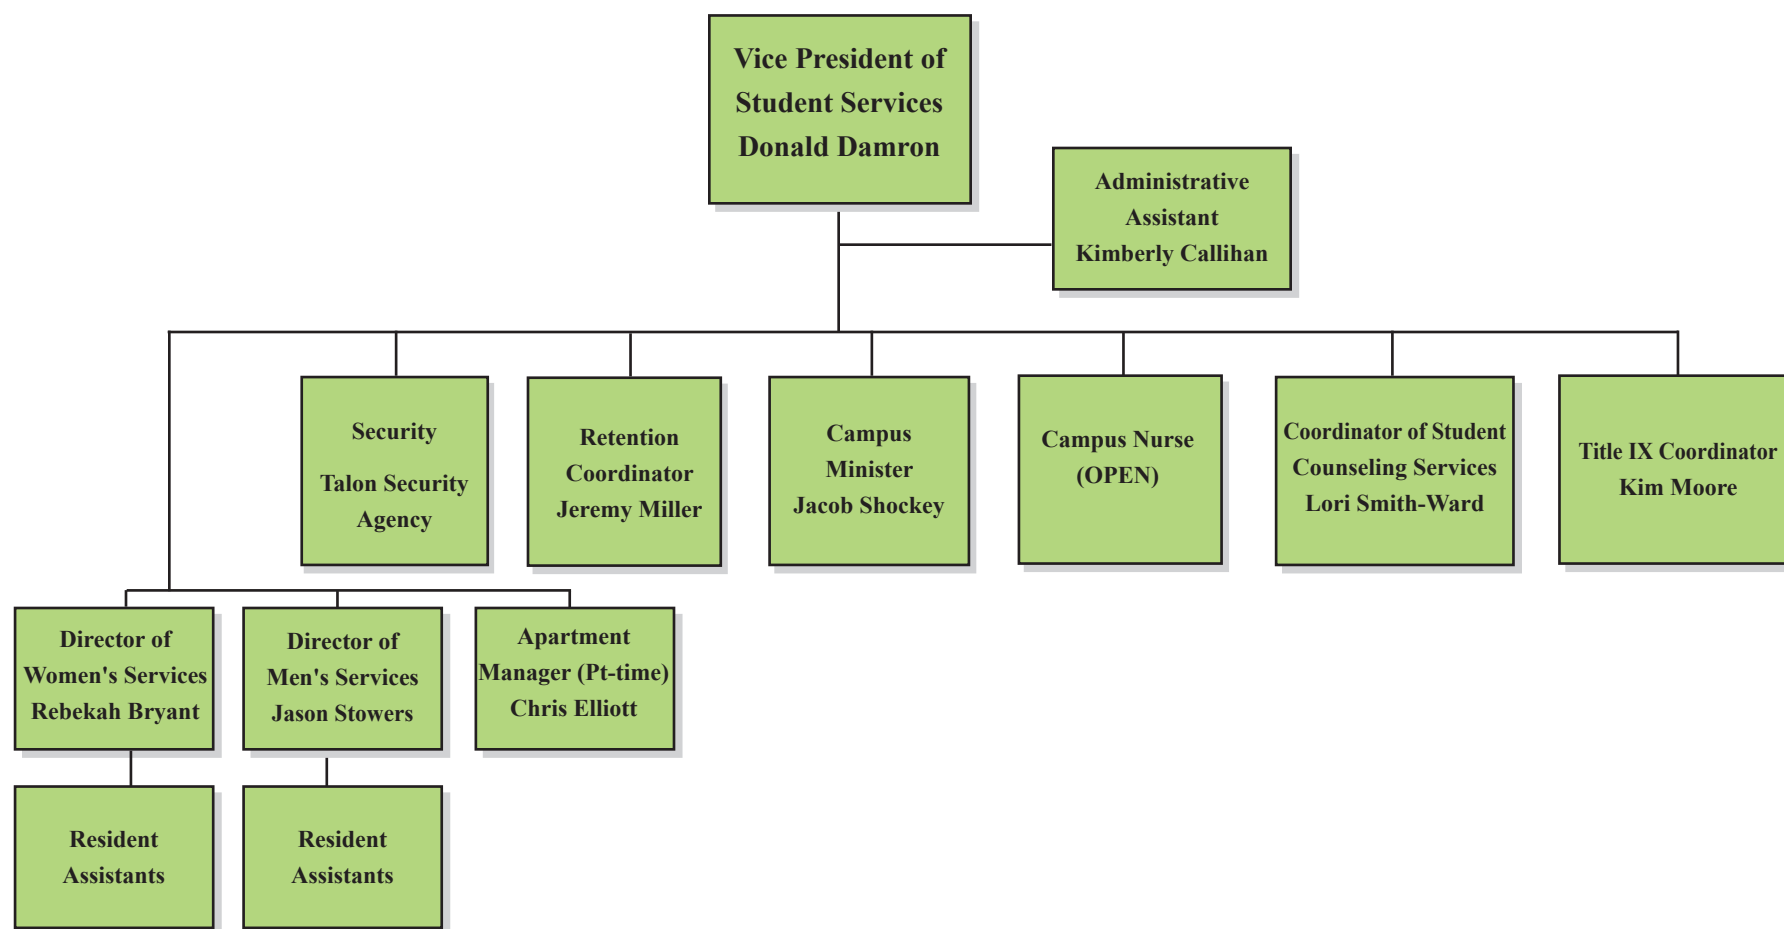 Vice President of
Student Services
Donald Damron
Administrative
Assistant
Kimberly Callihan
Security
Talon Security
Agency
Retention
Coordinator
Jeremy Miller
Campus
Minister
Jacob Shockey
Campus Nurse
(OPEN)
Coordinator of Student
Counseling Services
Lori Smith-Ward
Title IX Coordinator
Kim Moore
Director of
Women's Services
Rebekah Bryant
Director of
Men's Services
Jason Stowers
Apartment
Manager (Pt-time)
Chris Elliott
Resident
Assistants
Resident
Assistants